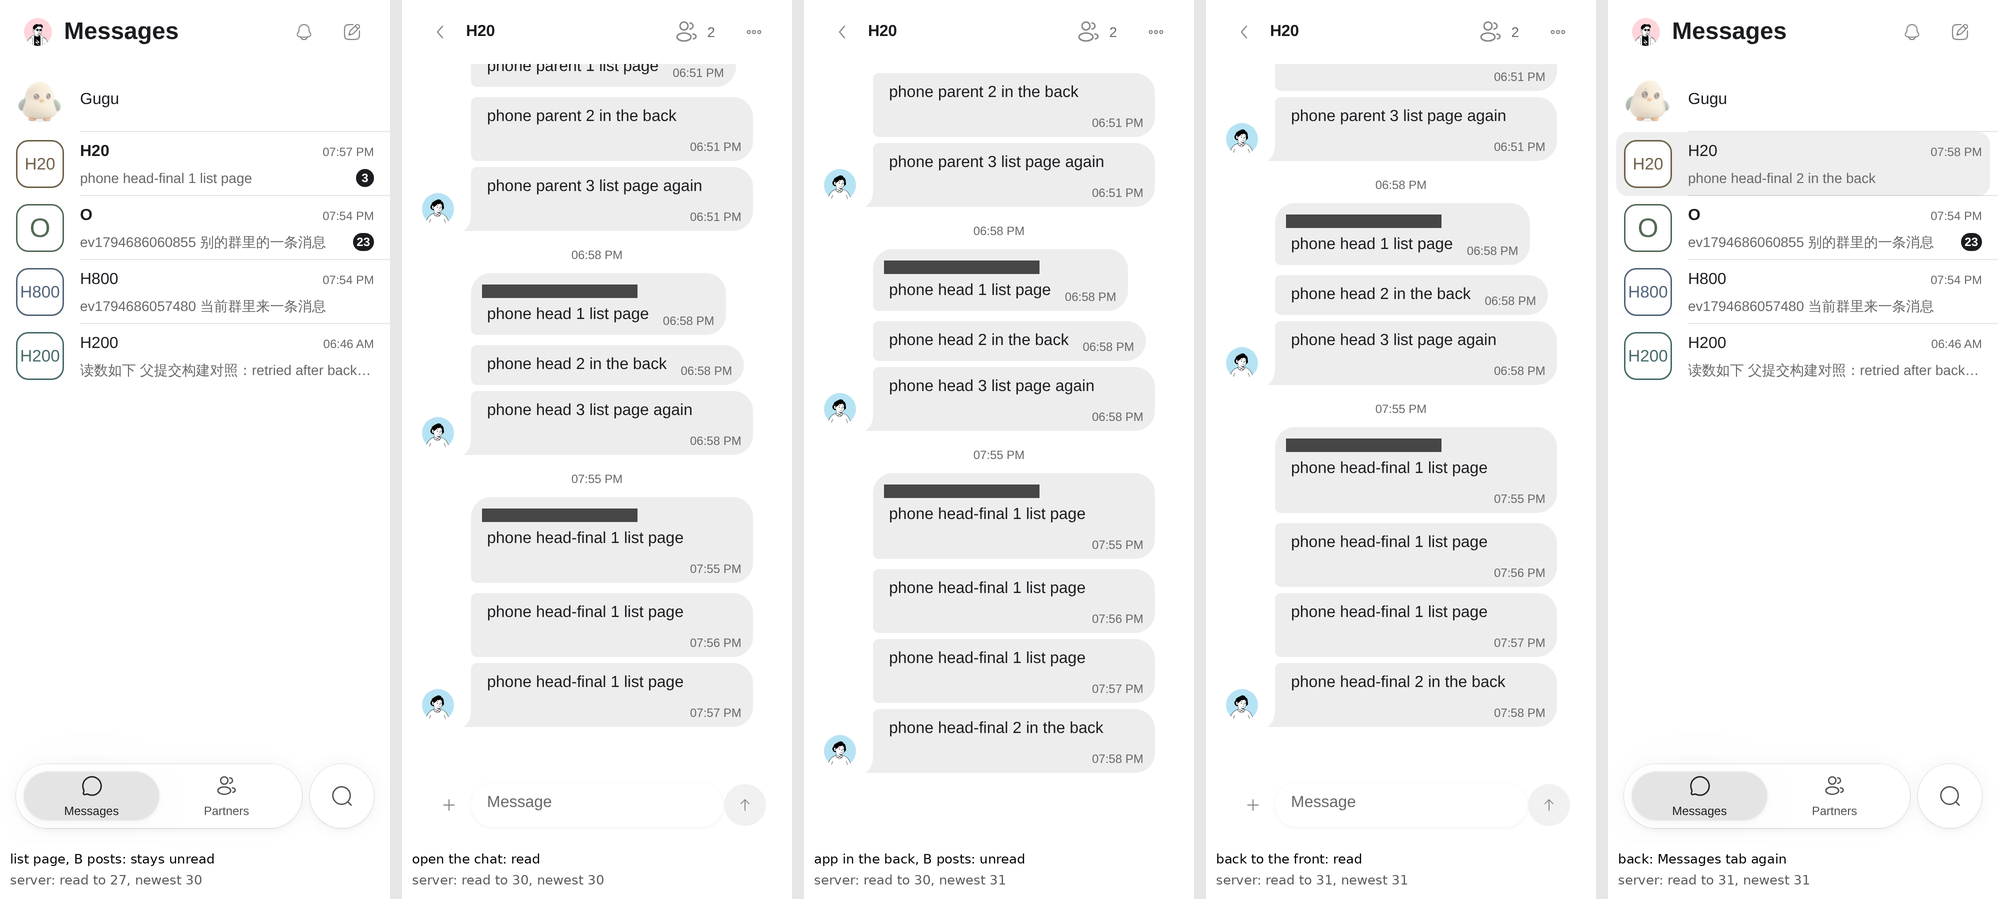 Messages
Gugu
H20
H20 07:57 PM
phone head-final 1 list page 3
O
O 07:54 PM
ev1794686060855 别的群里的一条消息 23
H800
H800 07:54 PM
ev1794686057480 当前群里来一条消息
H200
H200 06:46 AM
读数如下 父提交构建对照：retried after back…
Messages
Partners
list page, B posts: stays unread
server: read to 27, newest 30
H20 2
phone parent 1 list page 06:51 PM
phone parent 2 in the back
06:51 PM
phone parent 3 list page again
06:51 PM
06:58 PM
phone head 1 list page 06:58 PM
phone head 2 in the back 06:58 PM
phone head 3 list page again
06:58 PM
07:55 PM
phone head-final 1 list page
07:55 PM
phone head-final 1 list page
07:56 PM
phone head-final 1 list page
07:57 PM
Message
open the chat: read
server: read to 30, newest 30
H20 2
phone parent 2 in the back
06:51 PM
phone parent 3 list page again
06:51 PM
06:58 PM
phone head 1 list page 06:58 PM
phone head 2 in the back 06:58 PM
phone head 3 list page again
06:58 PM
07:55 PM
phone head-final 1 list page
07:55 PM
phone head-final 1 list page
07:56 PM
phone head-final 1 list page
07:57 PM
phone head-final 2 in the back
07:58 PM
app in the back, B posts: unread
server: read to 30, newest 31
H20 2
06:51 PM
phone parent 3 list page again
06:51 PM
06:58 PM
phone head 1 list page 06:58 PM
phone head 2 in the back 06:58 PM
phone head 3 list page again
06:58 PM
07:55 PM
phone head-final 1 list page
07:55 PM
phone head-final 1 list page
07:56 PM
phone head-final 1 list page
07:57 PM
phone head-final 2 in the back
07:58 PM
Message
back to the front: read
server: read to 31, newest 31
Messages
Gugu
H20
H20 07:58 PM
phone head-final 2 in the back
O
O 07:54 PM
ev1794686060855 别的群里的一条消息 23
H800
H800 07:54 PM
ev1794686057480 当前群里来一条消息
H200
H200 06:46 AM
读数如下 父提交构建对照：retried after back…
Messages
Partners
back: Messages tab again
server: read to 31, newest 31